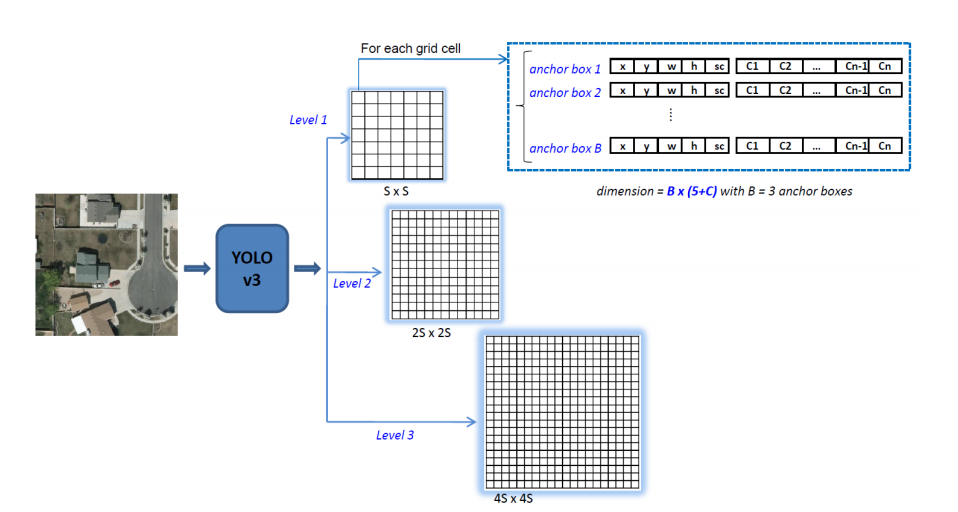 For each grid cell
anchor box 1 x y w h sc C1 C2 ... Cn-1 Cn
anchor box 2 x y w h sc C1 C2 ... Cn-1 Cn
anchor box B x y w h sc C1 C2 ... Cn-1 Cn
dimension = B x (5+C) with B = 3 anchor boxes
Level 1
S x S
YOLO
v3
Level 2
2S x 2S
Level 3
4S x 4S